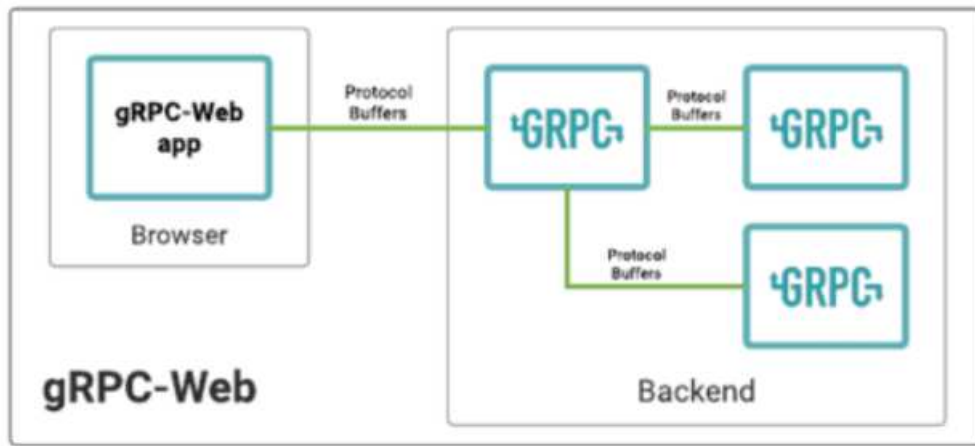 gRPC-Web
app
Browser
Protocol
Buffers
GRPC
Protocol
Buffers
GRPC
Protocol
Buffers
GRPC
gRPC-Web
Backend